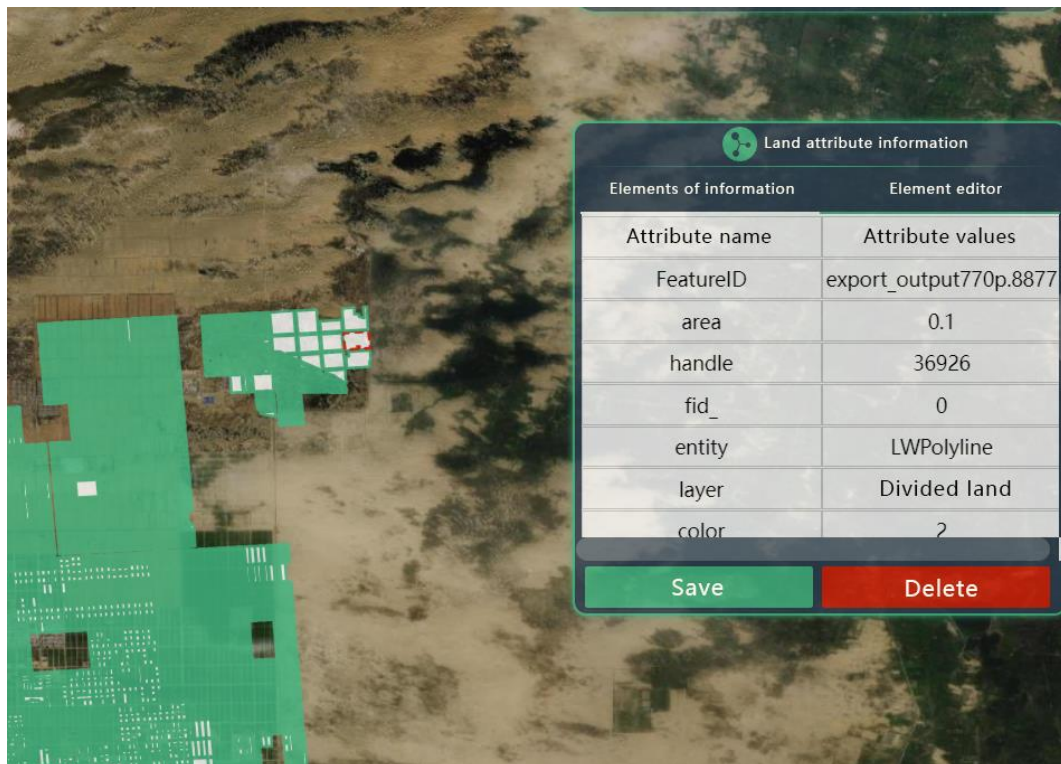 Land attribute information
Elements of information Element editor
Attribute name Attribute values
FeatureID export_output770p.8877
area 0.1
handle 36926
fid_ 0
entity LWPolyline
layer Divided land
color 2
Save Delete